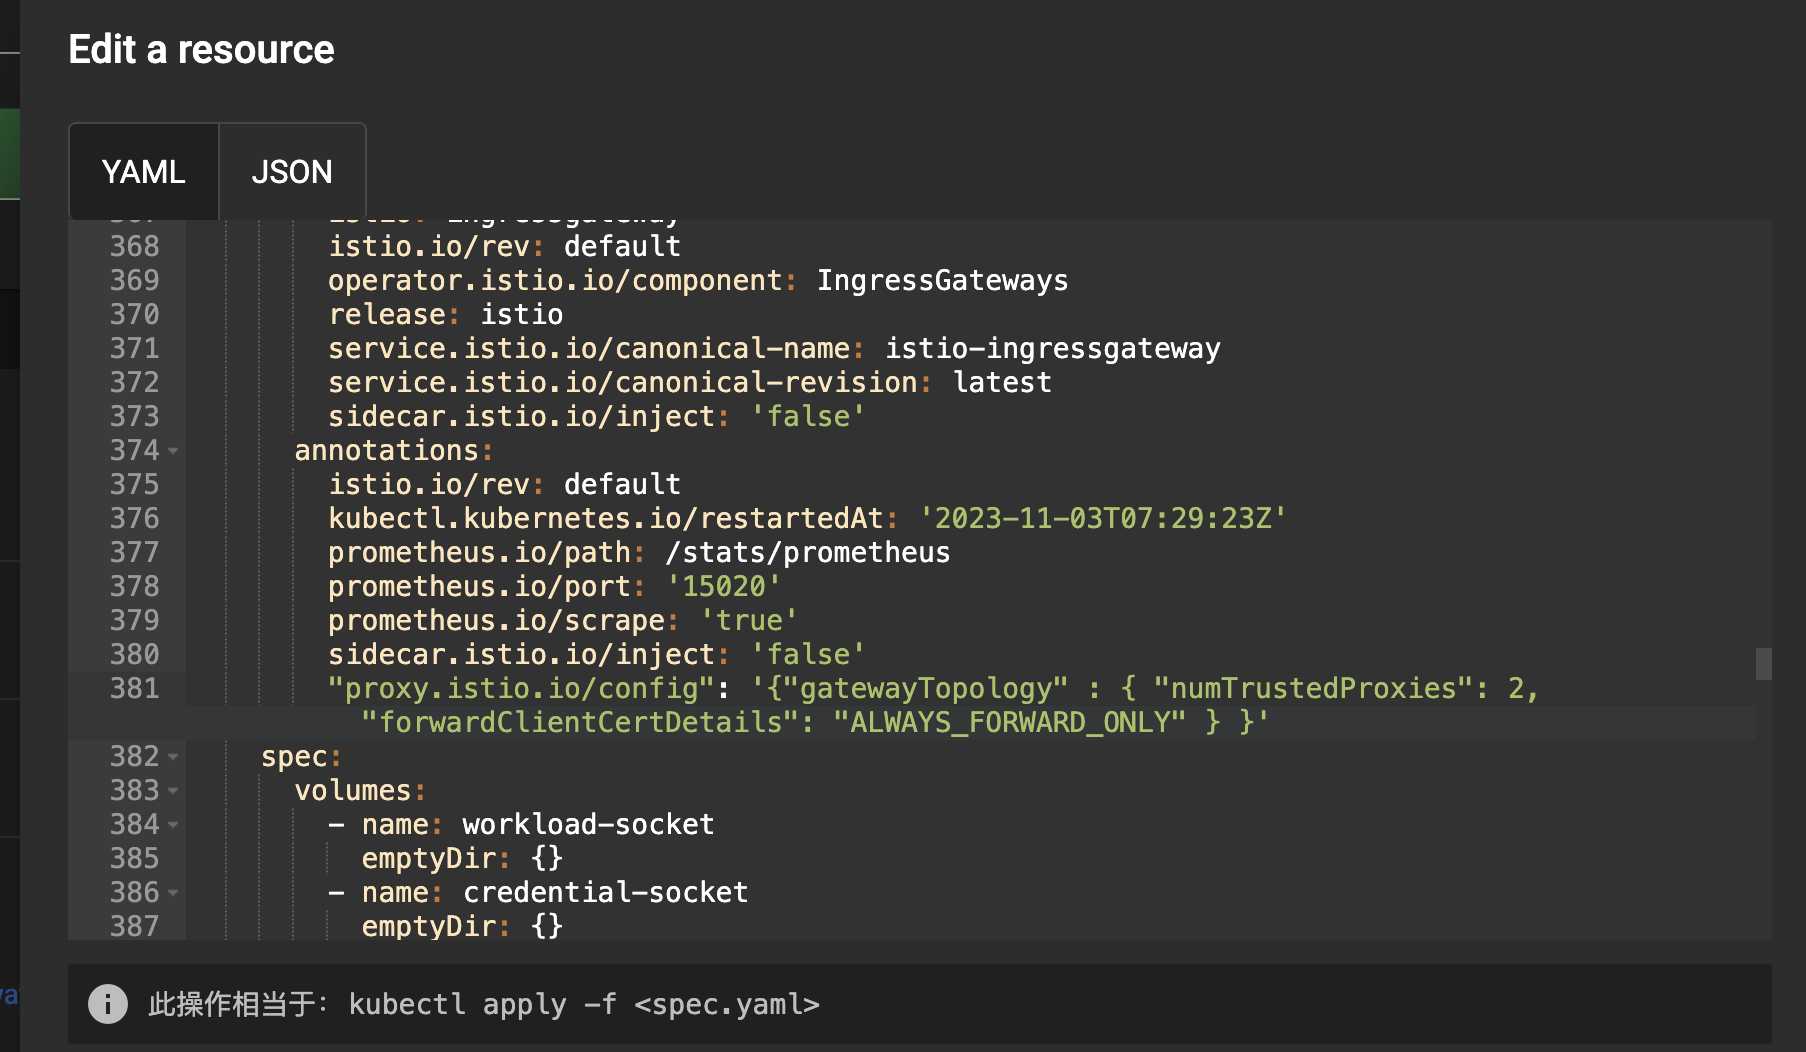 Edit a resource
YAML JSON
368 istio.io/rev: default
369 operator.istio.io/component: IngressGateways
370 release: istio
371 service.istio.io/canonical-name: istio-ingressgateway
372 service.istio.io/canonical-revision: latest
373 sidecar.istio.io/inject: 'false'
374 annotations:
375 istio.io/rev: default
376 kubectl.kubernetes.io/restartedAt: '2023-11-03T07:29:23Z'
377 prometheus.io/path: /stats/prometheus
378 prometheus.io/port: '15020'
379 prometheus.io/scrape: 'true'
380 sidecar.istio.io/inject: 'false'
381 "proxy.istio.io/config": '{"gatewayTopology" : { "numTrustedProxies": 2,
"forwardClientCertDetails": "ALWAYS_FORWARD_ONLY" } }'
382 spec:
383 volumes:
384 - name: workload-socket
385 emptyDir: {}
386 - name: credential-socket
387 emptyDir: {}
此操作相当于: kubectl apply -f <spec.yaml>